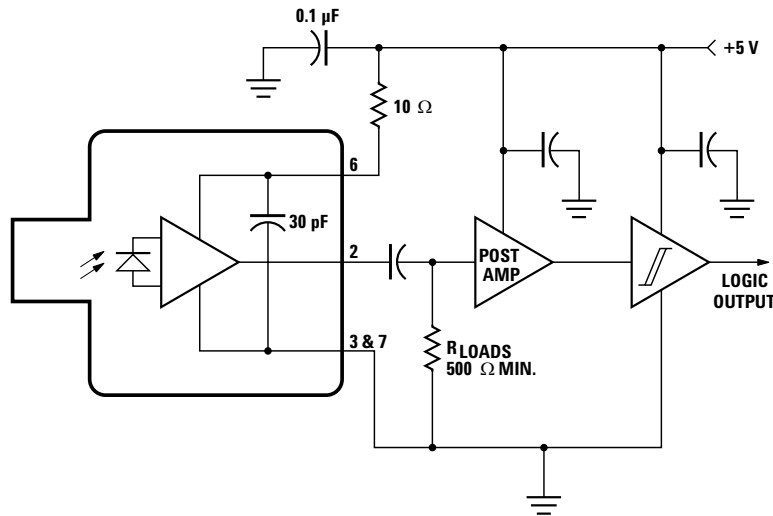 0.1 µF
+5 V
10 Ω
6
30 pF
2
POST
AMP
LOGIC
OUTPUT
3 & 7
RLOADS
500 Ω MIN.